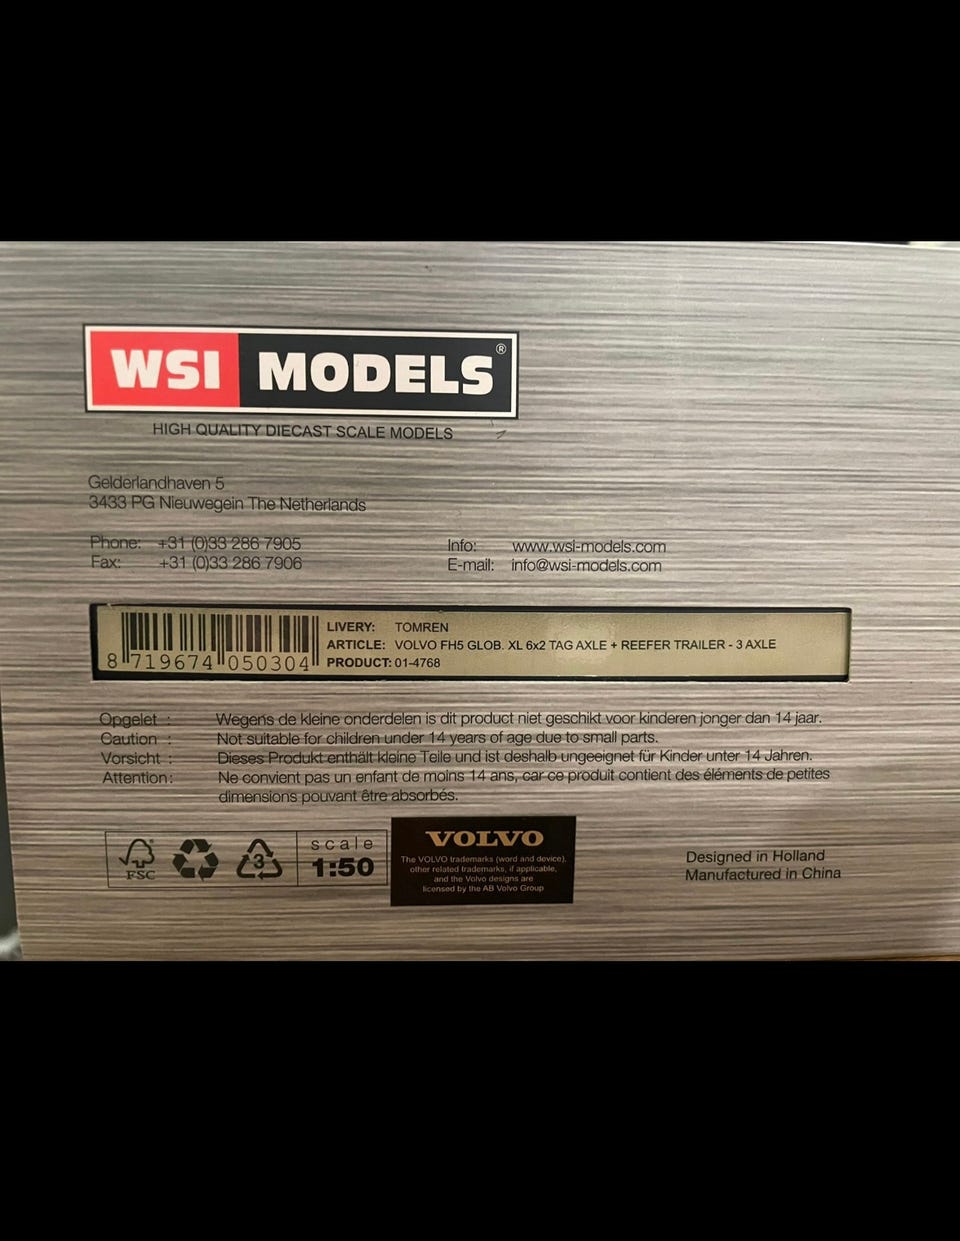 WSI MODELS®
HIGH QUALITY DIECAST SCALE MODELS
Gelderlandhaven 5
3433 PG Nieuwegein The Netherlands
Phone: +31 (0)33 286 7905
Fax: +31 (0)33 286 7906
Info: www.wsi-models.com
E-mail: info@wsi-models.com
8 719674 050304
LIVERY: TOMREN
ARTICLE: VOLVO FH5 GLOB. XL 6x2 TAG AXLE + REEFER TRAILER - 3 AXLE
PRODUCT: 01-4768
Opgelet : Wegens de kleine onderdelen is dit product niet geschikt voor kinderen jonger dan 14 jaar.
Caution : Not suitable for children under 14 years of age due to small parts.
Vorsicht : Dieses Produkt enthält kleine Teile und ist deshalb ungeeignet für Kinder unter 14 Jahren.
Attention: Ne convient pas un enfant de moins 14 ans, car ce produit contient des éléments de petites
dimensions pouvant être absorbés.
FSC
3
scale
1:50
VOLVO
The VOLVO trademarks (word and device),
other related trademarks, if applicable,
and the Volvo designs are
licensed by the AB Volvo Group
Designed in Holland
Manufactured in China